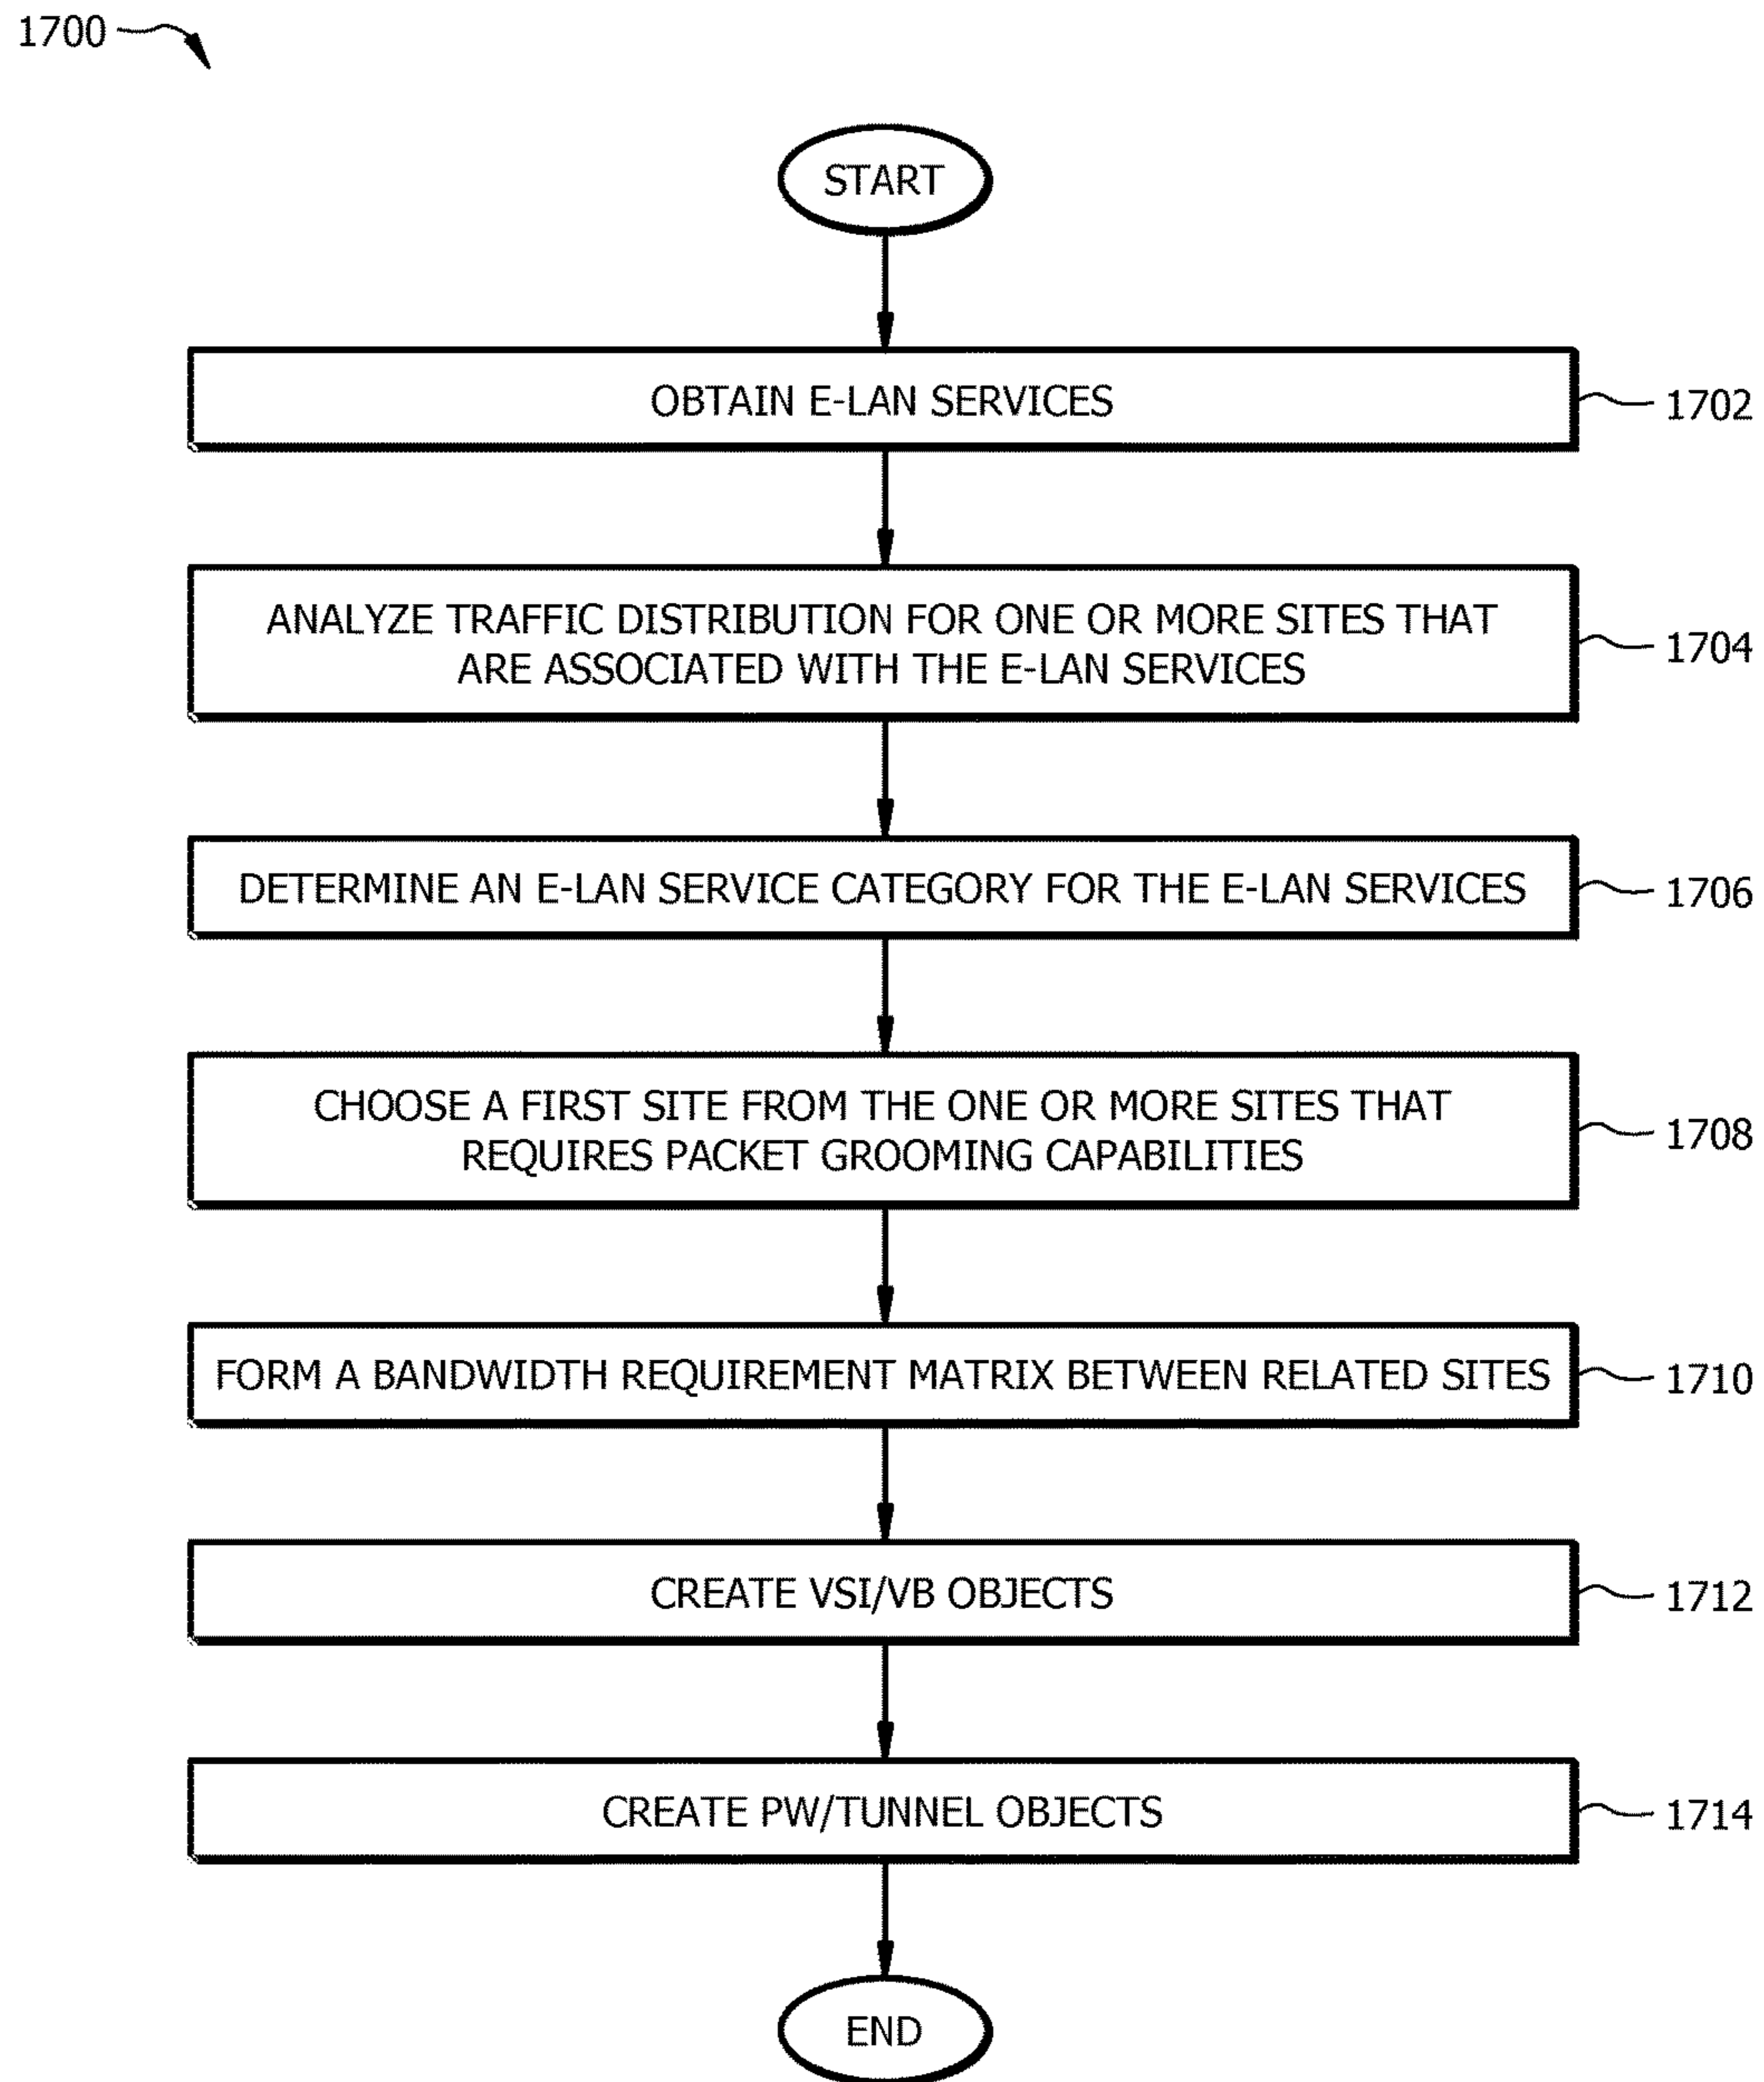 1700
START
OBTAIN E-LAN SERVICES
1702
ANALYZE TRAFFIC DISTRIBUTION FOR ONE OR MORE SITES THAT
ARE ASSOCIATED WITH THE E-LAN SERVICES
1704
DETERMINE AN E-LAN SERVICE CATEGORY FOR THE E-LAN SERVICES
1706
CHOOSE A FIRST SITE FROM THE ONE OR MORE SITES THAT
REQUIRES PACKET GROOMING CAPABILITIES
1708
FORM A BANDWIDTH REQUIREMENT MATRIX BETWEEN RELATED SITES
1710
CREATE VSI/VB OBJECTS
1712
CREATE PW/TUNNEL OBJECTS
1714
END